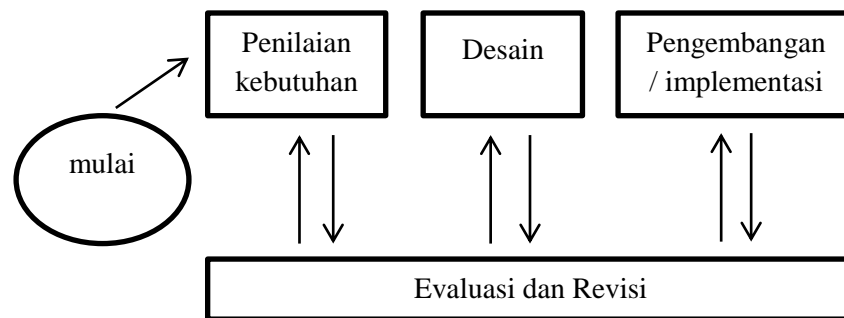 Penilaian
kebutuhan
Desain
Pengembangan
/ implementasi
mulai
Evaluasi dan Revisi